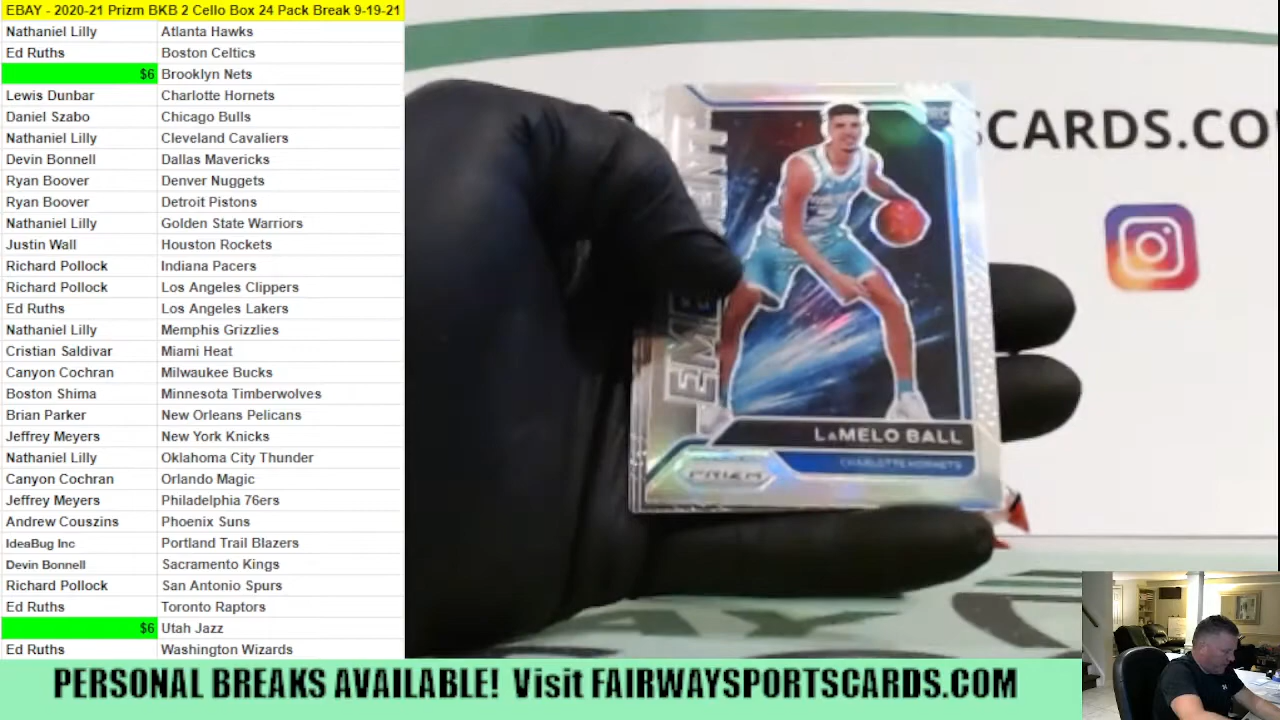 EBAY - 2020-21 Prizm BKB 2 Cello Box 24 Pack Break 9-19-21
Nathaniel Lilly Atlanta Hawks
Ed Ruths Boston Celtics
$6 Brooklyn Nets
Lewis Dunbar Charlotte Hornets
Daniel Szabo Chicago Bulls
Nathaniel Lilly Cleveland Cavaliers
Devin Bonnell Dallas Mavericks
Ryan Boover Denver Nuggets
Ryan Boover Detroit Pistons
Nathaniel Lilly Golden State Warriors
Justin Wall Houston Rockets
Richard Pollock Indiana Pacers
Richard Pollock Los Angeles Clippers
Ed Ruths Los Angeles Lakers
Nathaniel Lilly Memphis Grizzlies
Cristian Saldivar Miami Heat
Canyon Cochran Milwaukee Bucks
Boston Shima Minnesota Timberwolves
Brian Parker New Orleans Pelicans
Jeffrey Meyers New York Knicks
Nathaniel Lilly Oklahoma City Thunder
Canyon Cochran Orlando Magic
Jeffrey Meyers Philadelphia 76ers
Andrew Couszins Phoenix Suns
IdeaBug Inc Portland Trail Blazers
Devin Bonnell Sacramento Kings
Richard Pollock San Antonio Spurs
Ed Ruths Toronto Raptors
$6 Utah Jazz
Ed Ruths Washington Wizards
SCARDS.CO
RC
LaMELO BALL
CHARLOTTE HORNETS
PRIZM
PERSONAL BREAKS AVAILABLE! Visit FAIRWAYSPORTSCARDS.COM